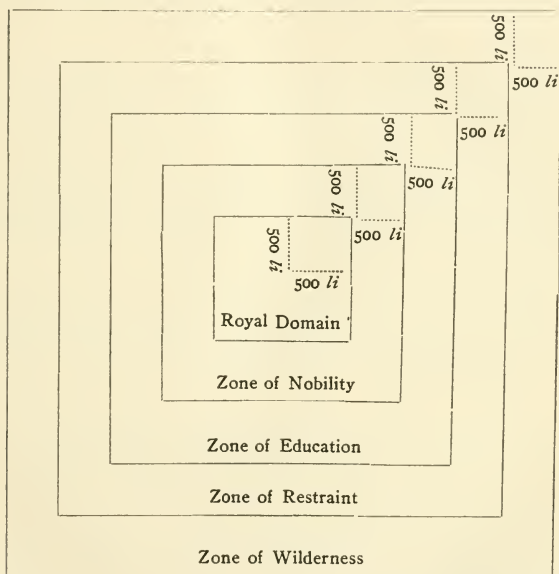 500 li
500 li
500 li
500 li
500 li
500 li
500 li
500 li
500 li
500 li
Royal Domain
Zone of Nobility
Zone of Education
Zone of Restraint
Zone of Wilderness